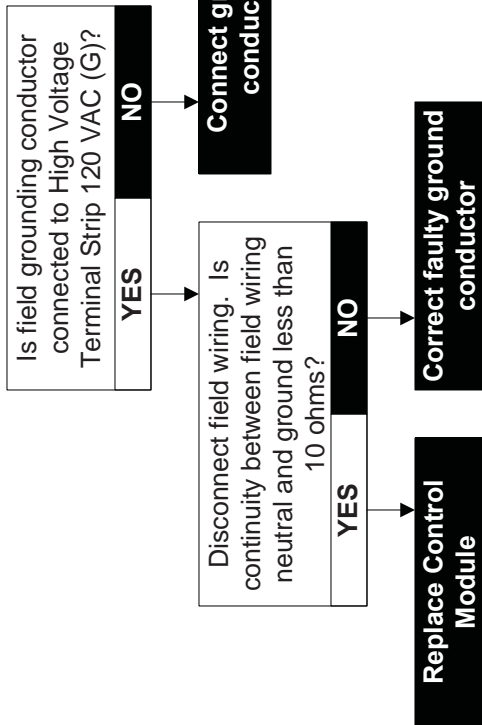 Is field grounding conductor
connected to High Voltage
Terminal Strip 120 VAC (G)?
YES
NO
Connect
Disconnect field wiring. Is
continuity between field wiring
neutral and ground less than
10 ohms?
YES
NO
Correct faulty ground
conductor
Replace Control
Module